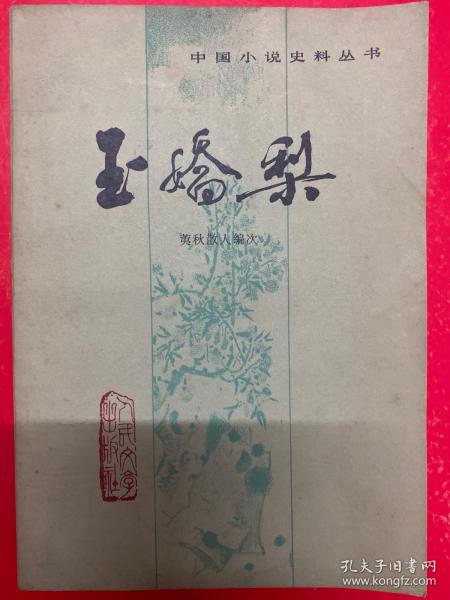 中国小说史料丛书
玉嬌梨
荑秋散人编次
人民文学
出版社
孔夫子旧书网
www.kongfz.com